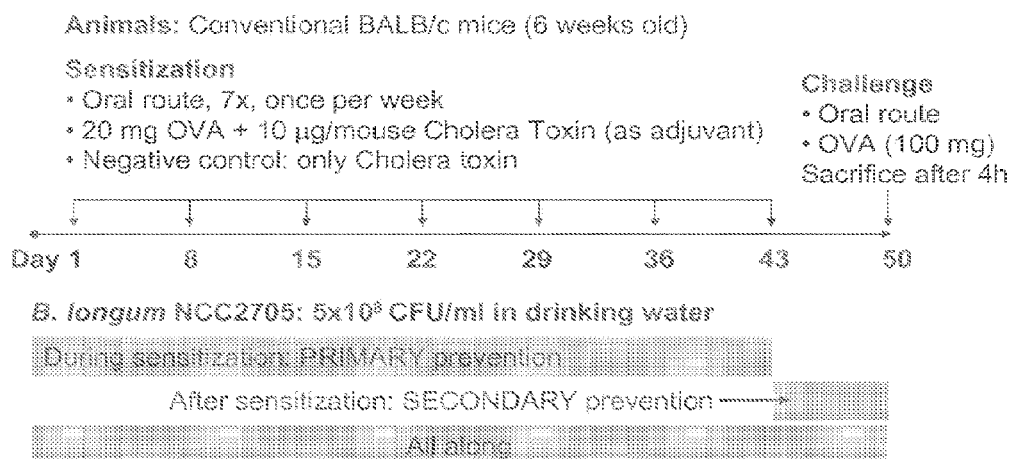 Animals: Conventional BALB/c mice (6 weeks old)
Sensitization
• Oral route, 7x, once per week
• 20 mg OVA + 10 µg/mouse Cholera Toxin (as adjuvant)
• Negative control: only Cholera toxin
Challenge
• Oral route
• OVA (100 mg)
Sacrifice after 4h
Day 1 8 15 22 29 36 43 50
B. longum NCC2705: CFU/ml in drinking water
During sensitization: PRIMARY prevention
After sensitization: SECONDARY prevention
All along